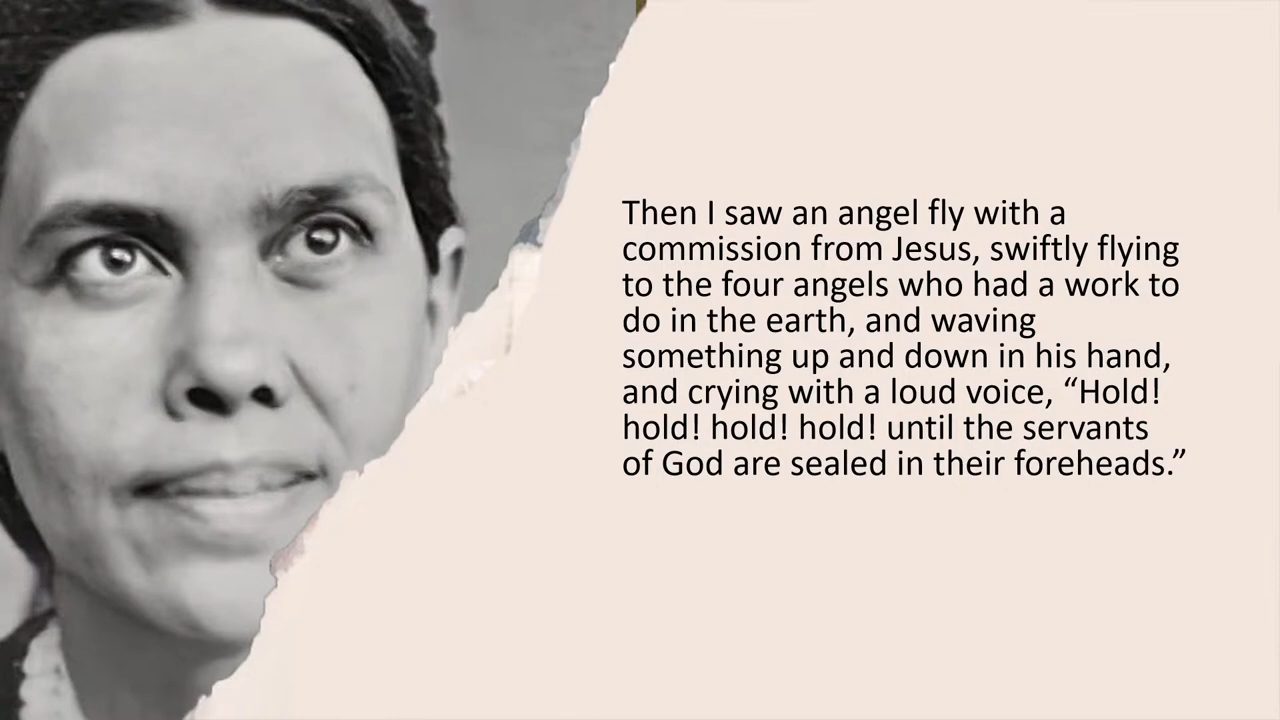 Then I saw an angel fly with a
commission from Jesus, swiftly flying
to the four angels who had a work to
do in the earth, and waving
something up and down in his hand,
and crying with a loud voice, “Hold!
hold! hold! hold! until the servants
of God are sealed in their foreheads.”